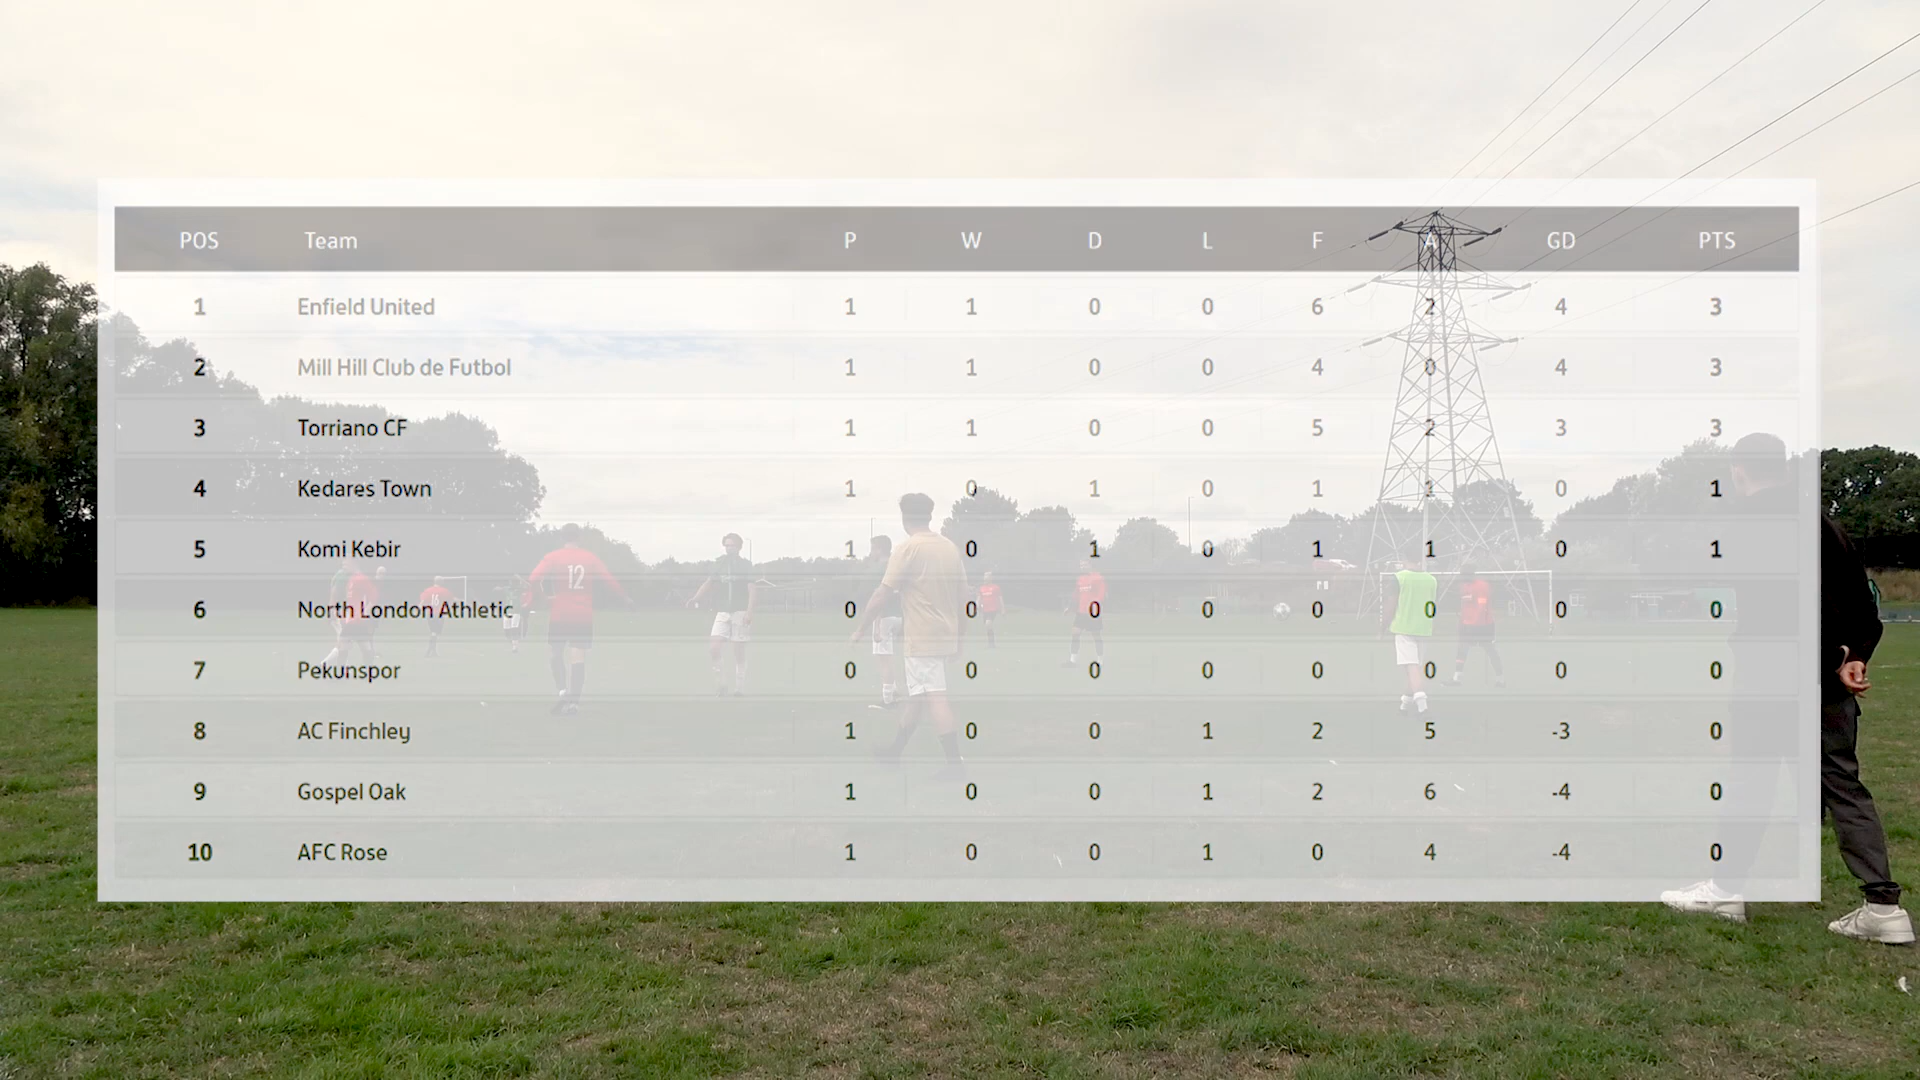 POS Team P W D L F A GD PTS
1 Enfield United 1 1 0 0 6 2 4 3
2 Mill Hill Club de Futbol 1 1 0 0 4 0 4 3
3 Torriano CF 1 1 0 0 5 2 3 3
4 Kedares Town 1 0 1 0 1 1 0 1
5 Komi Kebir 1 0 1 0 1 1 0 1
12
6 North London Athletic 0 0 0 0 0 0 0 0
7 Pekunspor 0 0 0 0 0 0 0 0
8 AC Finchley 1 0 0 1 2 5 -3 0
9 Gospel Oak 1 0 0 1 2 6 -4 0
10 AFC Rose 1 0 0 1 0 4 -4 0